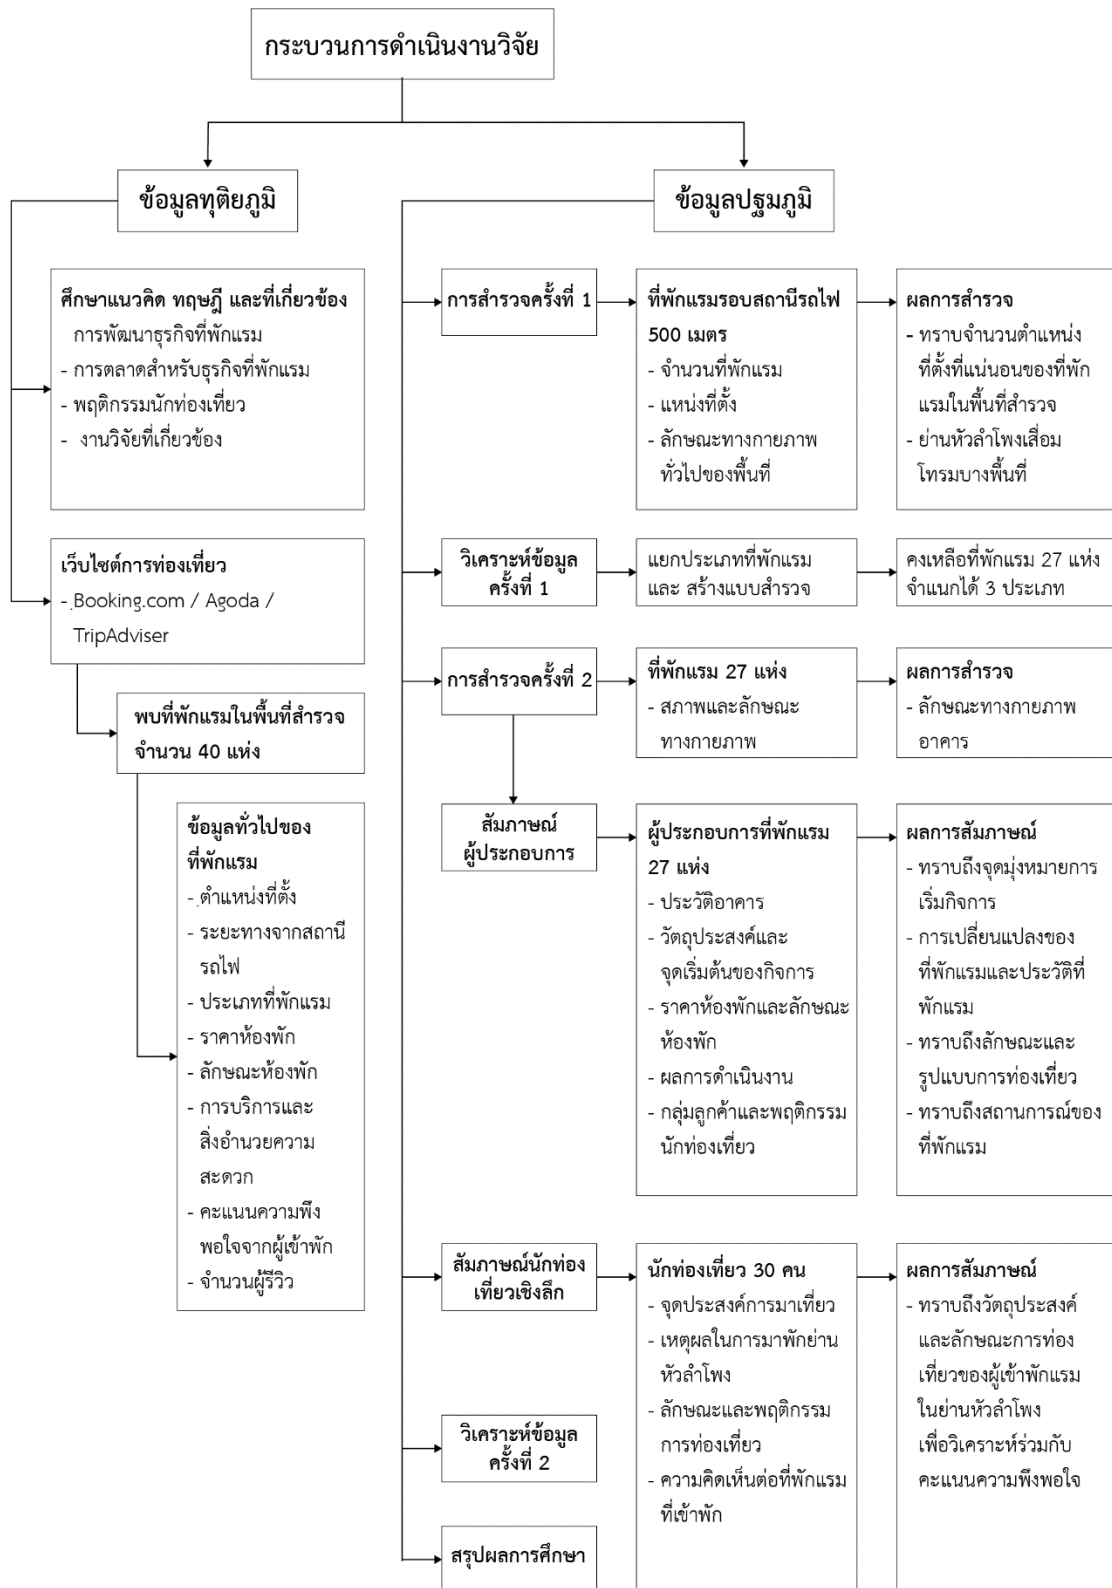 กระบวนการดำเนินงานวิจัย
ข้อมูลทุติยภูมิ
ข้อมูลปฐมภูมิ
ศึกษาแนวคิด ทฤษฎี และที่เกี่ยวข้อง
การพัฒนาธุรกิจที่พักแรม
- การตลาดสำหรับธุรกิจที่พักแรม
- พฤติกรรมนักท่องเที่ยว
- งานวิจัยที่เกี่ยวข้อง
เว็บไซต์การท่องเที่ยว
- Booking.com / Agoda /
TripAdviser
พบที่พักแรมในพื้นที่สำรวจ
จำนวน 40 แห่ง
ข้อมูลทั่วไปของ
ที่พักแรม
- ตำแหน่งที่ตั้ง
- ระยะทางจากสถานี
รถไฟ
- ประเภทที่พักแรม
- ราคาห้องพัก
- ลักษณะห้องพัก
- การบริการและ
สิ่งอำนวยความ
สะดวก
- คะแนนความพึง
พอใจจากผู้เข้าพัก
- จำนวนผู้รีวิว
การสำรวจครั้งที่ 1
ที่พักแรมรอบสถานีรถไฟ
500 เมตร
- จำนวนที่พักแรม
- แหน่งที่ตั้ง
- ลักษณะทางกายภาพ
ทั่วไปของพื้นที่
ผลการสำรวจ
- ทราบจำนวนตำแหน่ง
ที่ตั้งที่แน่นอนของที่พัก
แรมในพื้นที่สำรวจ
- ย่านหัวลำโพงเสื่อม
โทรมบางพื้นที่
วิเคราะห์ข้อมูล
ครั้งที่ 1
แยกประเภทที่พักแรม
และ สร้างแบบสำรวจ
คงเหลือที่พักแรม 27 แห่ง
จำแนกได้ 3 ประเภท
การสำรวจครั้งที่ 2
ที่พักแรม 27 แห่ง
- สภาพและลักษณะ
ทางกายภาพ
ผลการสำรวจ
- ลักษณะทางกายภาพ
อาคาร
สัมภาษณ์
ผู้ประกอบการ
ผู้ประกอบการที่พักแรม
27 แห่ง
- ประวัติอาคาร
- วัตถุประสงค์และ
จุดเริ่มต้นของกิจการ
- ราคาห้องพักและลักษณะ
ห้องพัก
- ผลการดำเนินงาน
- กลุ่มลูกค้าและพฤติกรรม
นักท่องเที่ยว
ผลการสัมภาษณ์
- ทราบถึงจุดมุ่งหมายการ
เริ่มกิจการ
- การเปลี่ยนแปลงของ
ที่พักแรมและประวัติที่
พักแรม
- ทราบถึงลักษณะและ
รูปแบบการท่องเที่ยว
- ทราบถึงสถานการณ์ของ
ที่พักแรม
สัมภาษณ์นักท่อง
เที่ยวเชิงลึก
นักท่องเที่ยว 30 คน
- จุดประสงค์การมาเที่ยว
- เหตุผลในการมาพักย่าน
หัวลำโพง
- ลักษณะและพฤติกรรม
การท่องเที่ยว
- ความคิดเห็นต่อที่พักแรม
ที่เข้าพัก
ผลการสัมภาษณ์
- ทราบถึงวัตถุประสงค์
และลักษณะการท่อง
เที่ยวของผู้เข้าพักแรม
ในย่านหัวลำโพง
เพื่อวิเคราะห์ร่วมกับ
คะแนนความพึงพอใจ
วิเคราะห์ข้อมูล
ครั้งที่ 2
สรุปผลการศึกษา